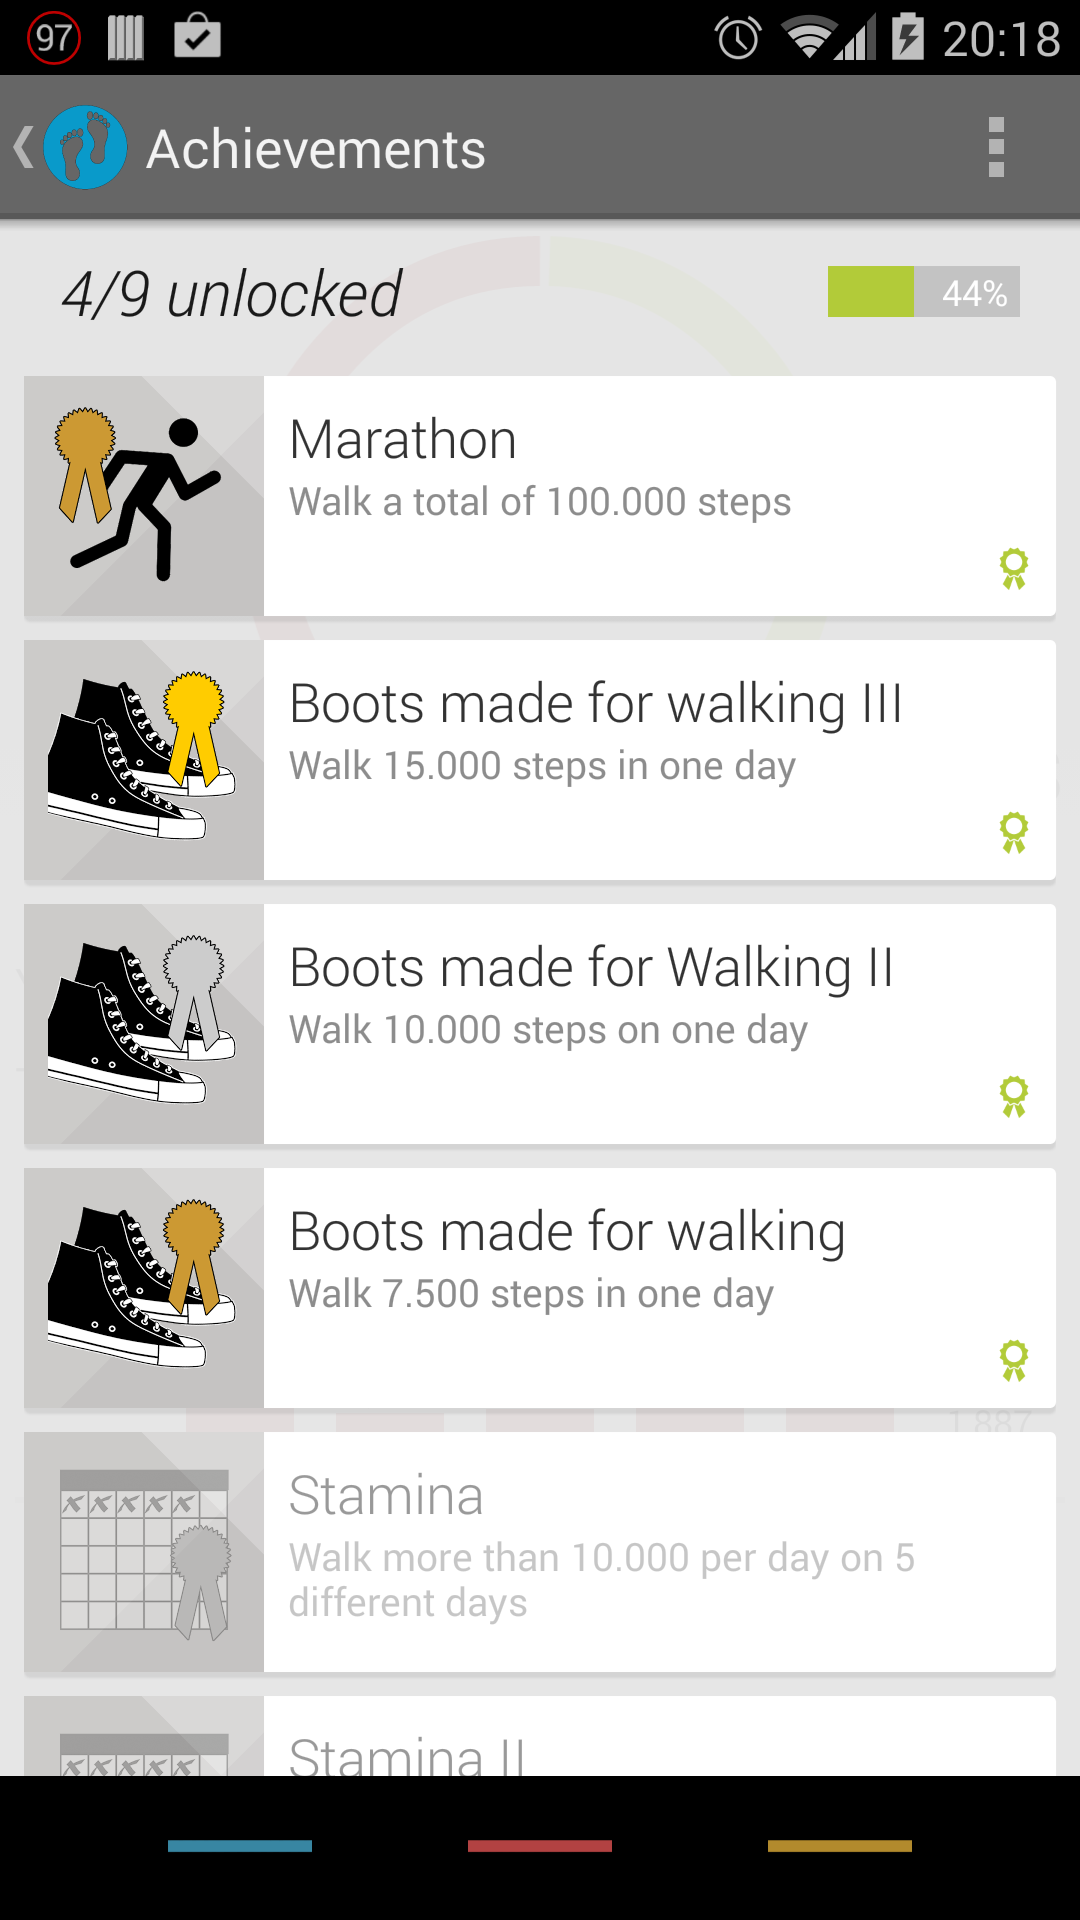 97
20:18
Achievements
4/9 unlocked
44%
Marathon
Walk a total of 100.000 steps
Boots made for walking III
Walk 15.000 steps in one day
Boots made for Walking II
Walk 10.000 steps on one day
Boots made for walking
Walk 7.500 steps in one day
1.887
Stamina
Walk more than 10.000 per day on 5
different days
Stamina II